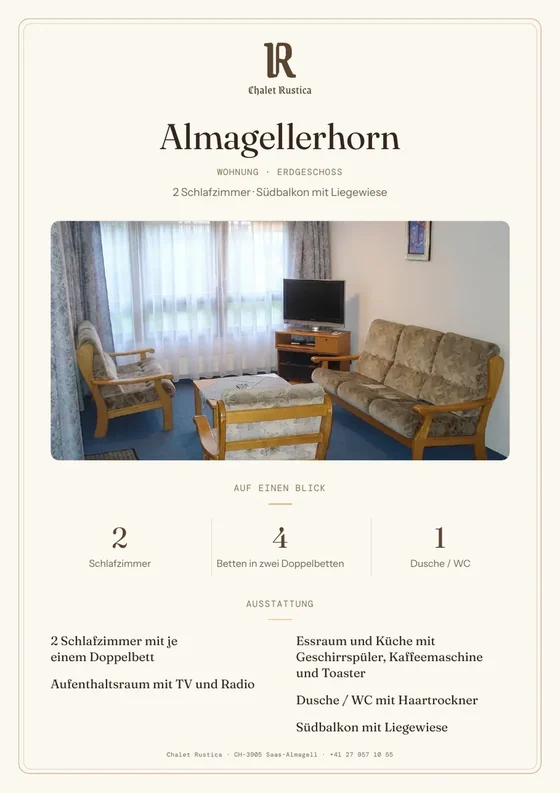 Chalet Rustica
Almagellerhorn
WOHNUNG · ERDGESCHOSS
2 Schlafzimmer · Südbalkon mit Liegewiese
AUF EINEN BLICK
2
Schlafzimmer
4
Betten in zwei Doppelbetten
1
Dusche / WC
AUSSTATTUNG
2 Schlafzimmer mit je
einem Doppelbett
Aufenthaltsraum mit TV und Radio
Essraum und Küche mit
Geschirrspüler, Kaffeemaschine
und Toaster
Dusche / WC mit Haartrockner
Südbalkon mit Liegewiese
Chalet Rustica · CH-3905 Saas-Almagell · +41 27 957 10 55